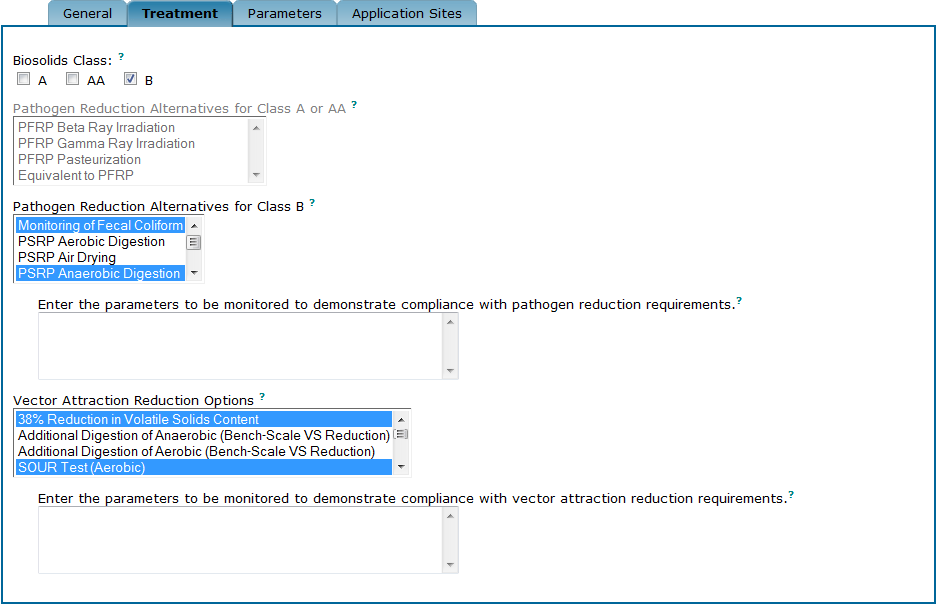 General Treatment Parameters Application Sites
Biosolids Class: ?
A AA B
Pathogen Reduction Alternatives for Class A or AA ?
PFRP Beta Ray Irradiation
PFRP Gamma Ray Irradiation
PFRP Pasteurization
Equivalent to PFRP
Pathogen Reduction Alternatives for Class B ?
Monitoring of Fecal Coliform
PSRP Aerobic Digestion
PSRP Air Drying
PSRP Anaerobic Digestion
Enter the parameters to be monitored to demonstrate compliance with pathogen reduction requirements.?
Vector Attraction Reduction Options ?
38% Reduction in Volatile Solids Content
Additional Digestion of Anaerobic (Bench-Scale VS Reduction)
Additional Digestion of Aerobic (Bench-Scale VS Reduction)
SOUR Test (Aerobic)
Enter the parameters to be monitored to demonstrate compliance with vector attraction reduction requirements.?